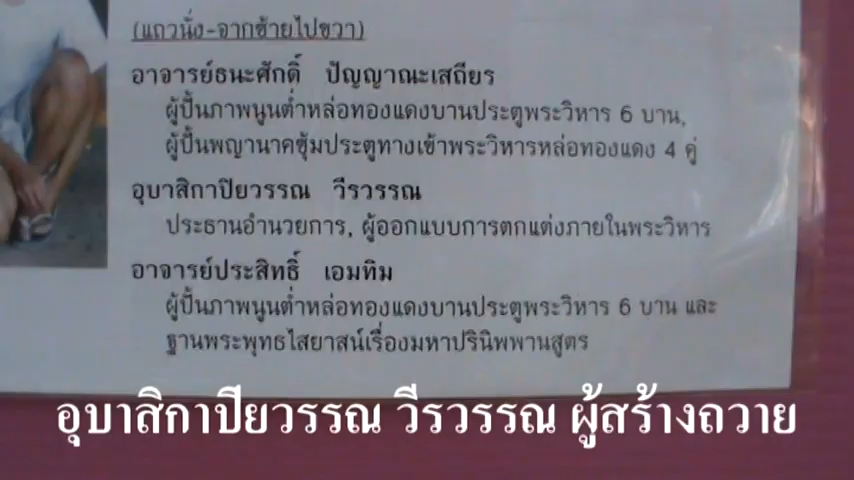 (แถวนั่ง-จากซ้ายไปขวา)
อาจารย์ธนะศักดิ์ ปัญญาณะเสถียร
ผู้ปั้นภาพนูนต่ำหล่อทองแดงบานประตูพระวิหาร 6 บาน,
ผู้ปั้นพญานาคซุ้มประตูทางเข้าพระวิหารหล่อทองแดง 4 คู่
อุบาสิกาปิยวรรณ วีรวรรณ
ประธานอำนวยการ, ผู้ออกแบบการตกแต่งภายในพระวิหาร
อาจารย์ประสิทธิ์ เอมทิม
ผู้ปั้นภาพนูนต่ำหล่อทองแดงบานประตูพระวิหาร 6 บาน และ
ฐานพระพุทธไสยาสน์เรื่องมหาปรินิพพานสูตร
อุบาสิกาปิยวรรณ วีรวรรณ ผู้สร้างถวาย